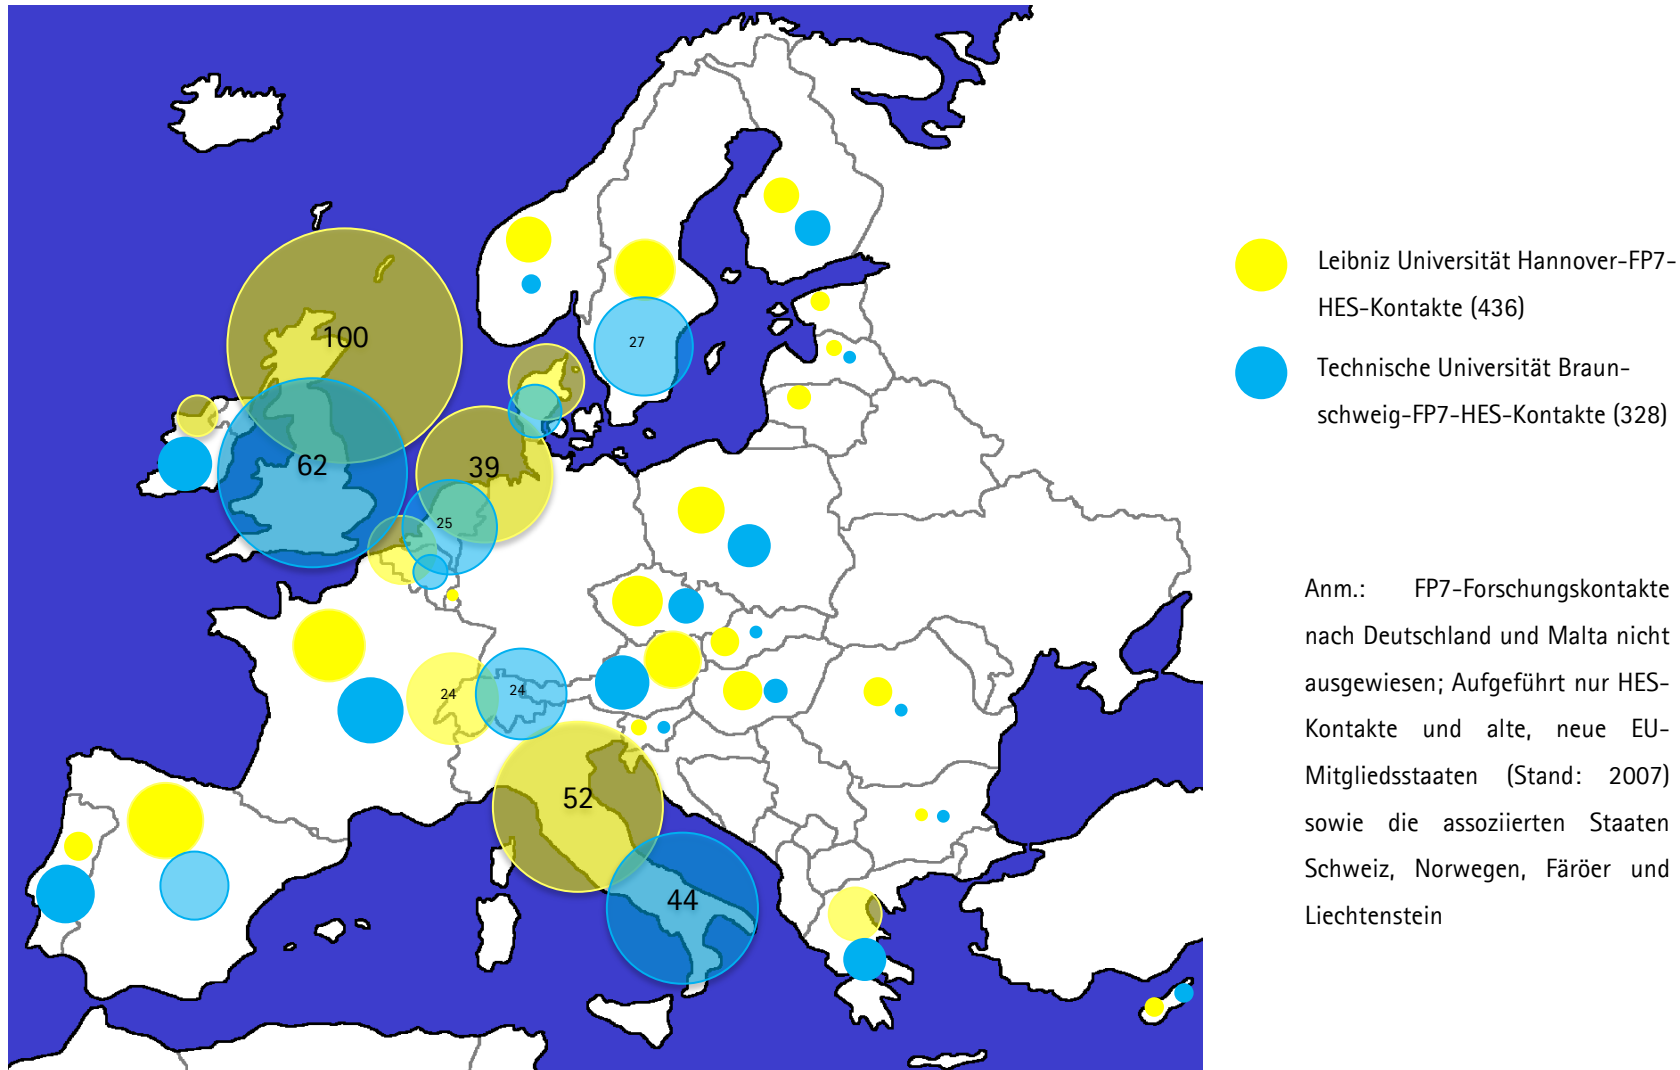 100
27
62
39
25
24
24
52
44
Leibniz Universität Hannover-FP7-
HES-Kontakte (436)
Technische Universität Braun-
schweig-FP7-HES-Kontakte (328)
Anm.: FP7-Forschungskontakte
nach Deutschland und Malta nicht
ausgewiesen; Aufgeführt nur HES-
Kontakte und alte, neue EU-
Mitgliedsstaaten (Stand: 2007)
sowie die assoziierten Staaten
Schweiz, Norwegen, Färöer und
Liechtenstein